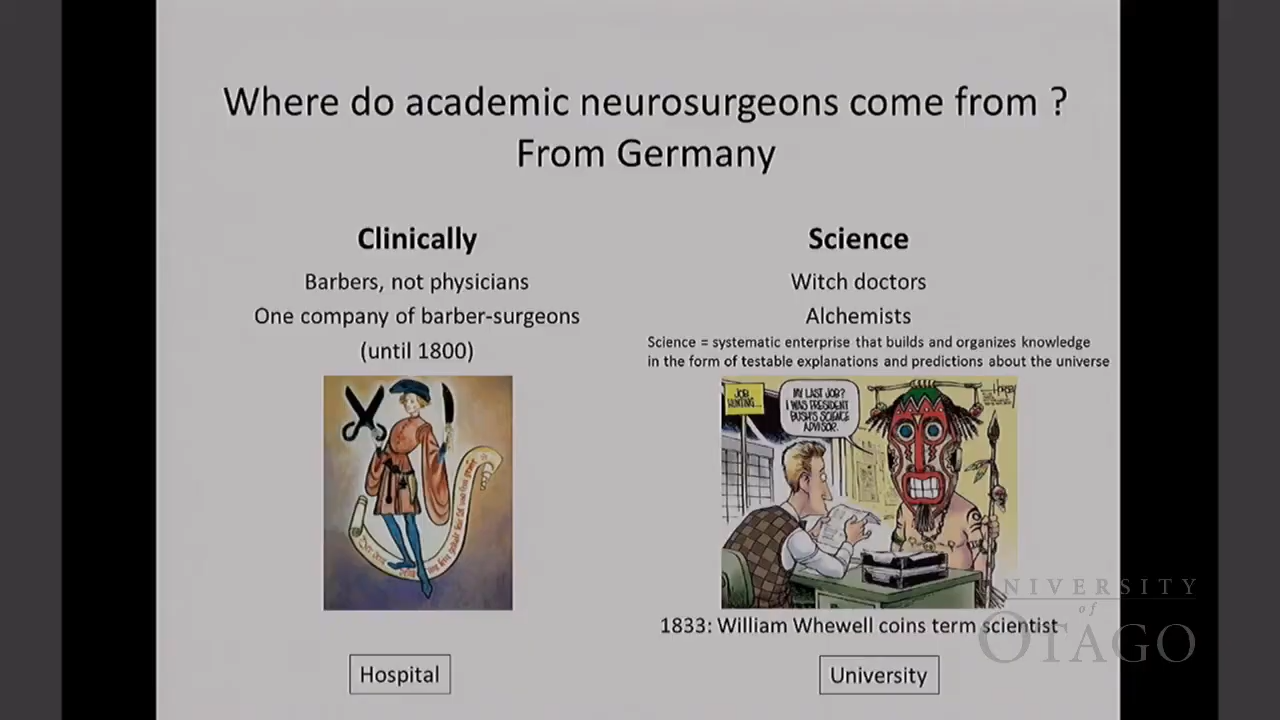 Where do academic neurosurgeons come from ?
From Germany
Clinically
Barbers, not physicians
One company of barber-surgeons
(until 1800)
Hospital
Science
Witch doctors
Alchemists
Science = systematic enterprise that builds and organizes knowledge
in the form of testable explanations and predictions about the universe
JOB
HUNTING...
MY LAST JOB?
I WAS PRESIDENT
BUSH'S SCIENCE
ADVISOR.
1833: William Whewell coins term scientist
University
NIVERSITY
of
OTAGO